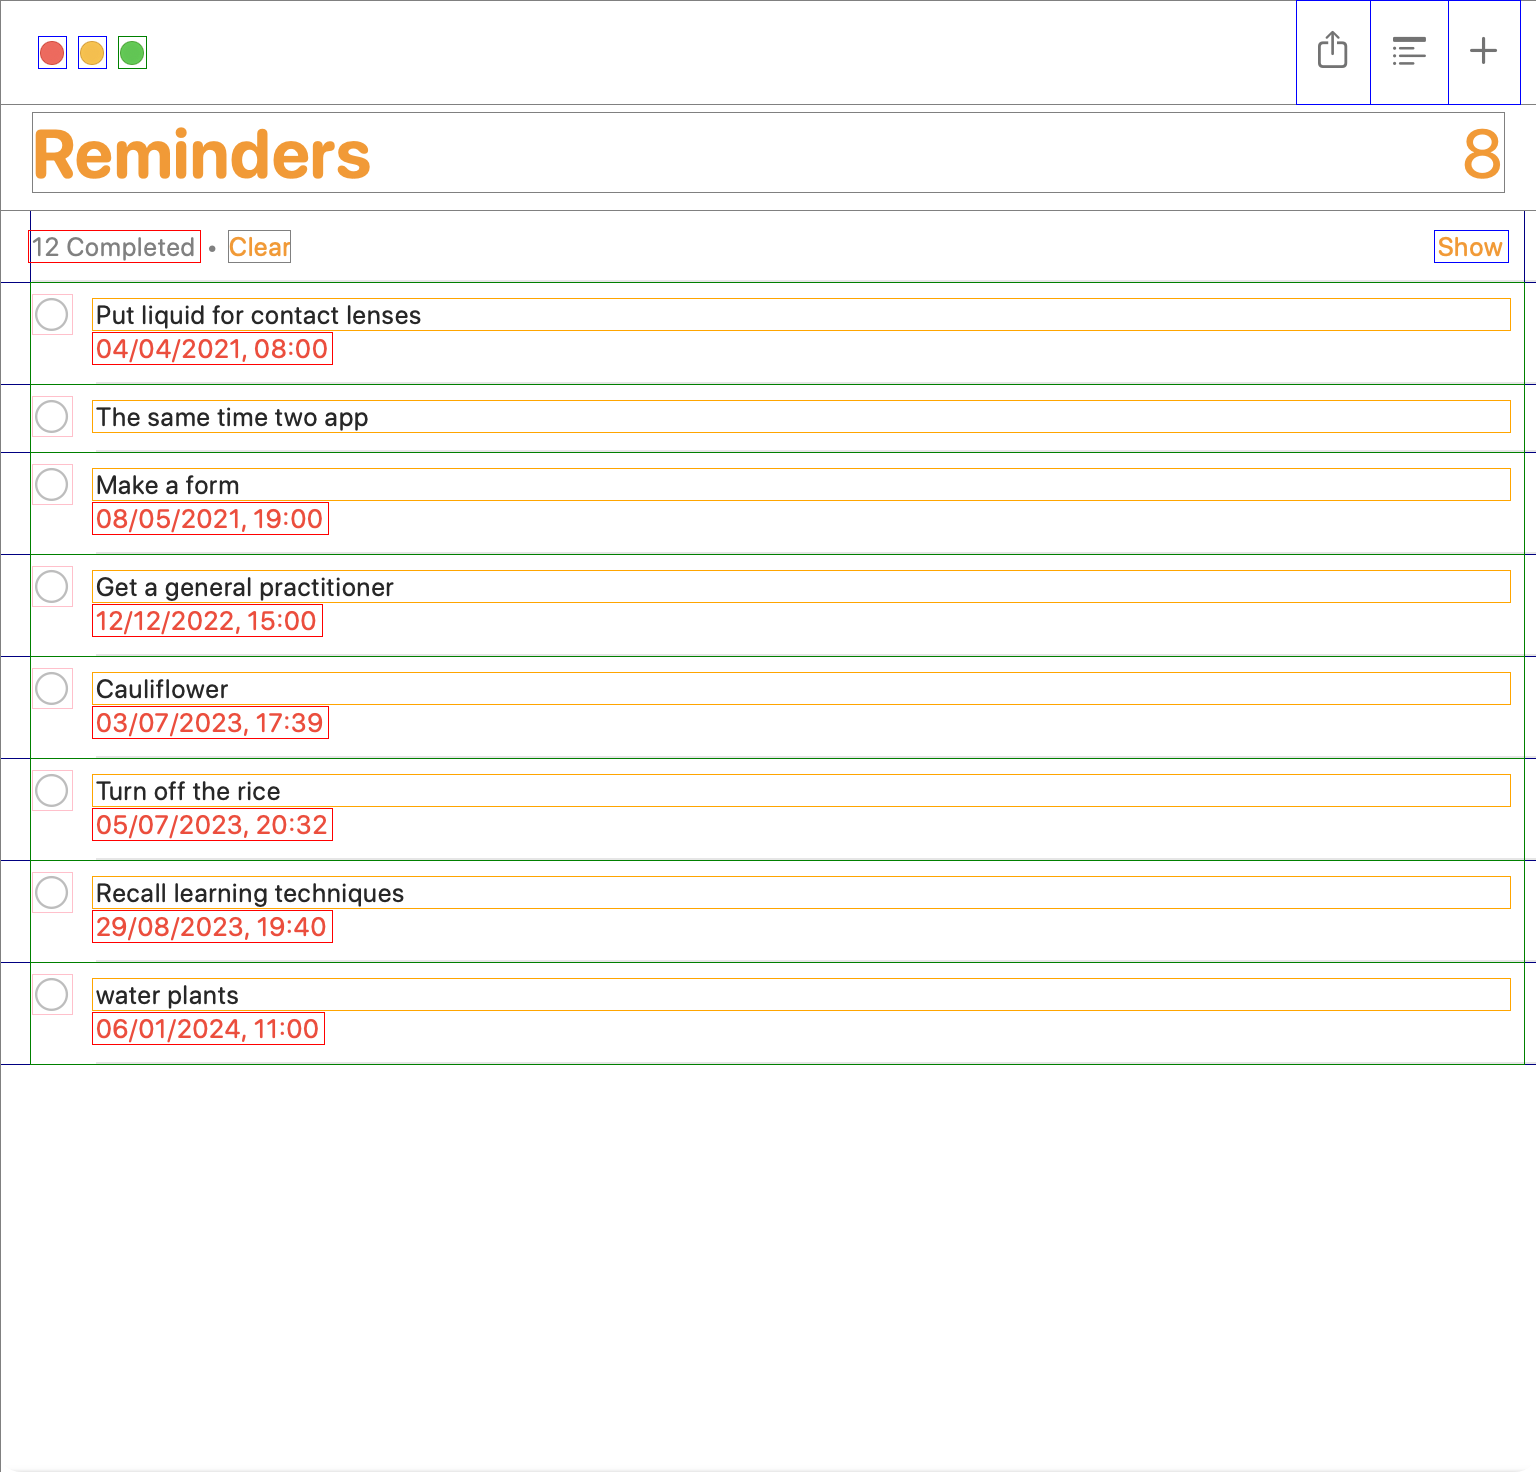 Reminders 8
12 Completed • Clear Show
Put liquid for contact lenses
04/04/2021, 08:00
The same time two app
Make a form
08/05/2021, 19:00
Get a general practitioner
12/12/2022, 15:00
Cauliflower
03/07/2023, 17:39
Turn off the rice
05/07/2023, 20:32
Recall learning techniques
29/08/2023, 19:40
water plants
06/01/2024, 11:00